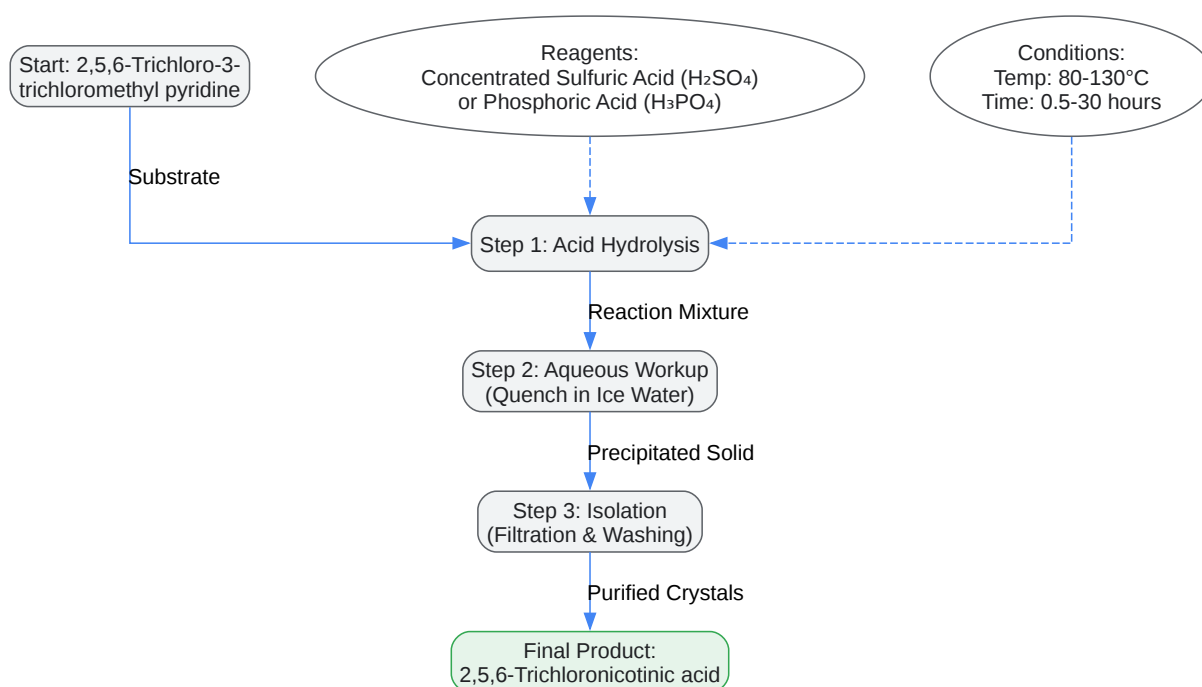 Start: 2,5,6-Trichloro-3-
trichloromethyl pyridine
Reagents:
Concentrated Sulfuric Acid (H₂SO₄)
or Phosphoric Acid (H₃PO₄)
Conditions:
Temp: 80-130°C
Time: 0.5-30 hours
Substrate
Step 1: Acid Hydrolysis
Reaction Mixture
Step 2: Aqueous Workup
(Quench in Ice Water)
Precipitated Solid
Step 3: Isolation
(Filtration & Washing)
Purified Crystals
Final Product:
2,5,6-Trichloronicotinic acid